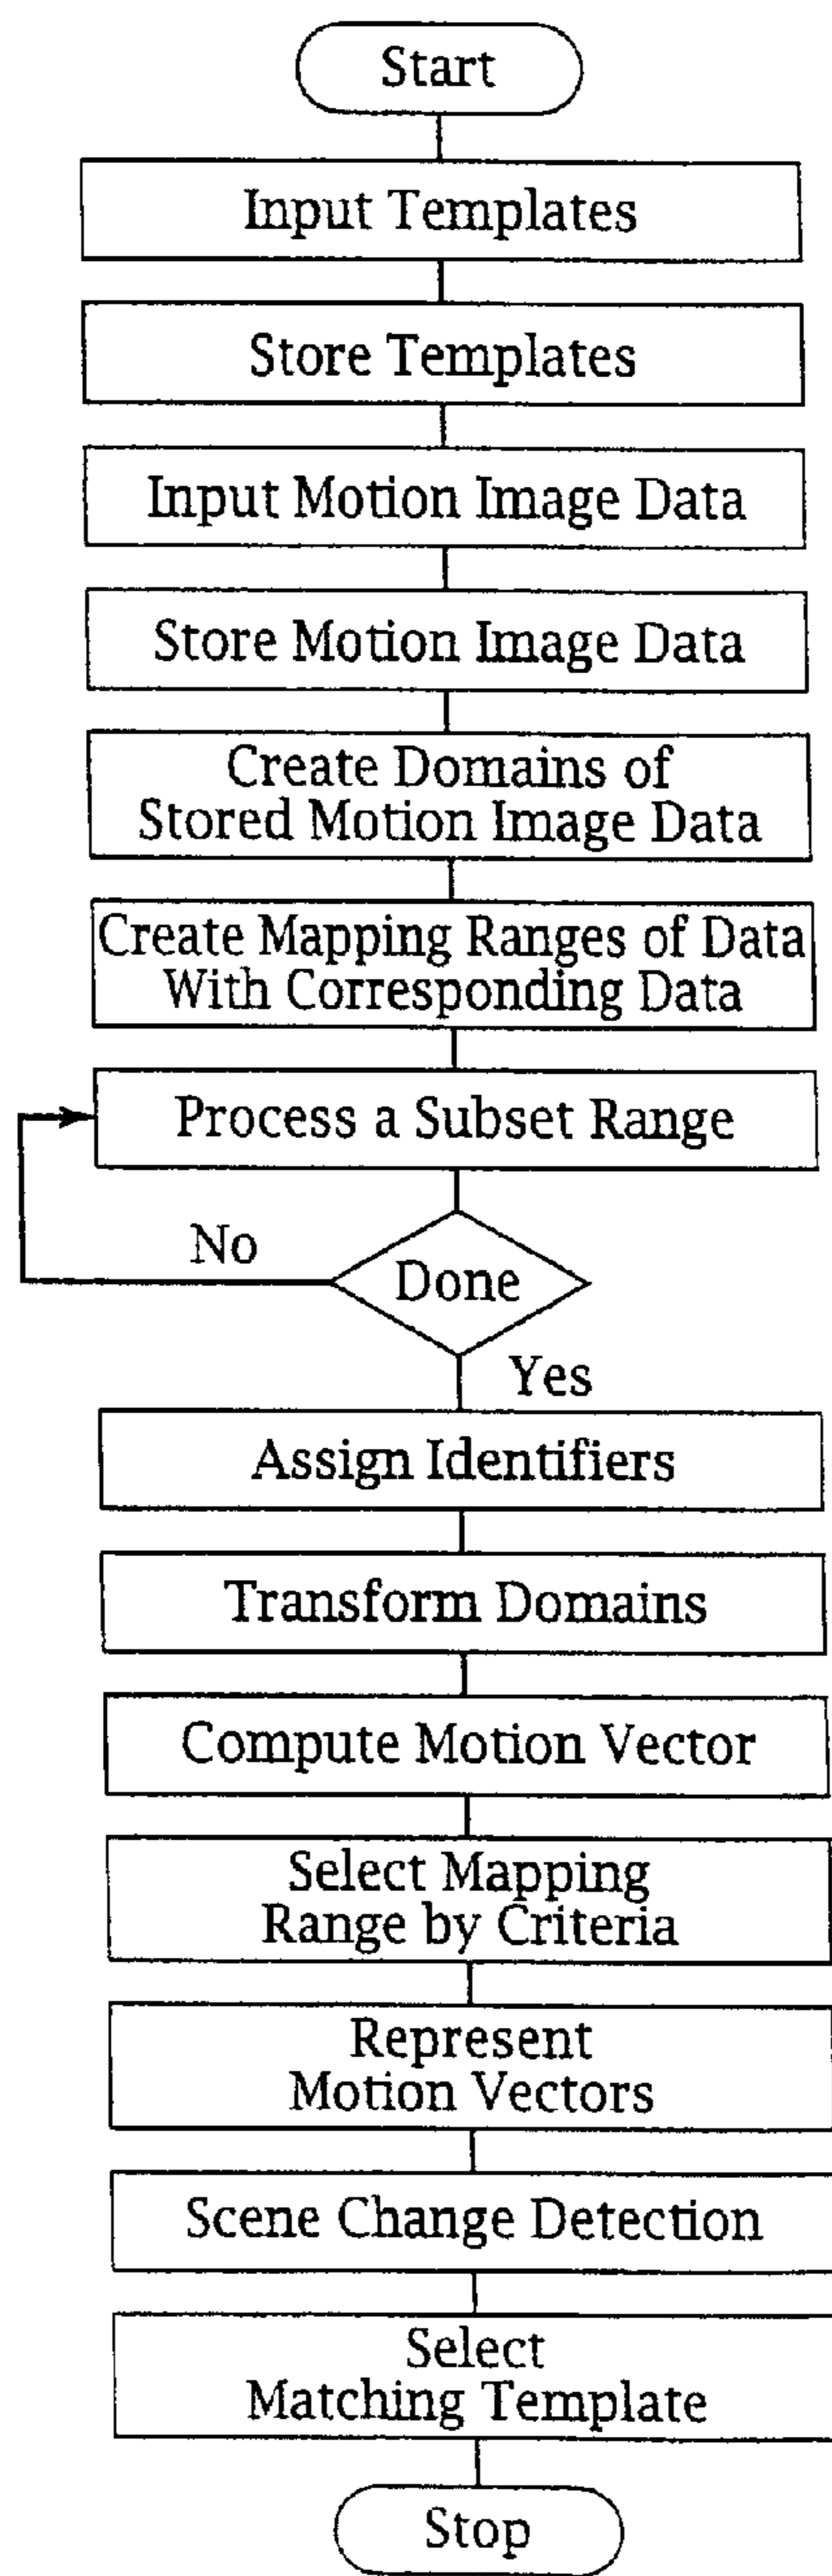 Start
Input Templates
Store Templates
Input Motion Image Data
Store Motion Image Data
Create Domains of
Stored Motion Image Data
Create Mapping Ranges of Data
With Corresponding Data
Process a Subset Range
No
Done
Yes
Assign Identifiers
Transform Domains
Compute Motion Vector
Select Mapping
Range by Criteria
Represent
Motion Vectors
Scene Change Detection
Select
Matching Template
Stop